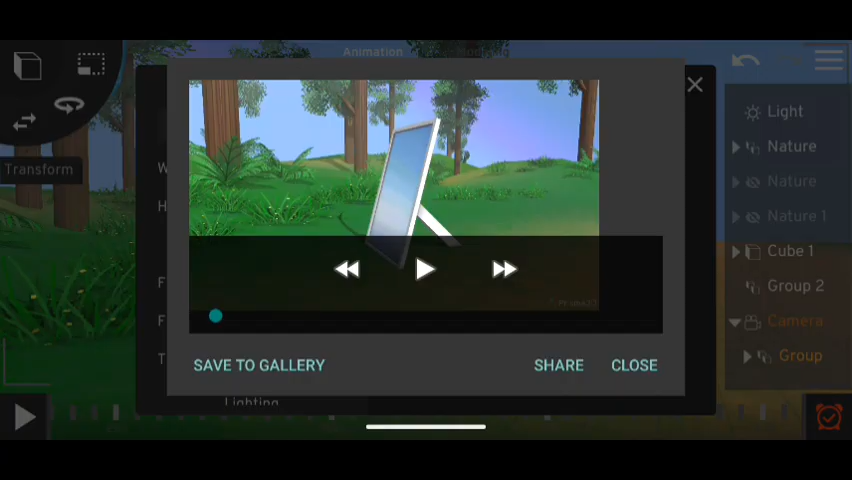 Animation
Light
Nature
Transform
Nature
Nature 1
Cube 1
Group 2
Camera
Group
SAVE TO GALLERY
SHARE
CLOSE
Lighting